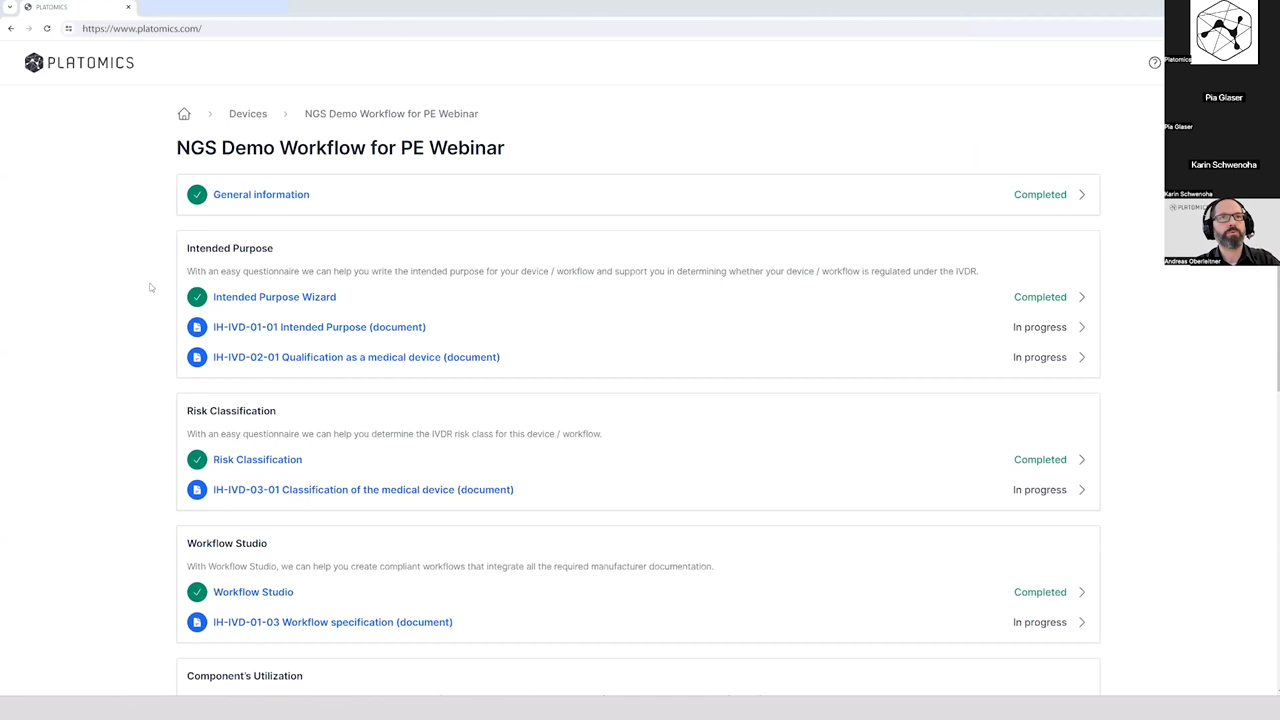 PLATOMICS
https://www.platomics.com/
PLATOMICS
Devices
NGS Demo Workflow for PE Webinar
NGS Demo Workflow for PE Webinar
General information
Completed
Intended Purpose
With an easy questionnaire we can help you write the intended purpose for your device / workflow and support you in determining whether your device / workflow is regulated under the IVDR.
Intended Purpose Wizard
Completed
IH-IVD-01-01 Intended Purpose (document)
In progress
IH-IVD-02-01 Qualification as a medical device (document)
In progress
Risk Classification
With an easy questionnaire we can help you determine the IVDR risk class for this device / workflow.
Risk Classification
Completed
IH-IVD-03-01 Classification of the medical device (document)
In progress
Workflow Studio
With Workflow Studio, we can help you create compliant workflows that integrate all the required manufacturer documentation.
Workflow Studio
Completed
IH-IVD-01-03 Workflow specification (document)
In progress
Component's Utilization
Platomics
Pia Glaser
Pia Glaser
Karin Schwenoha
Karin Schwenoha
PLATOMICS
Andreas Oberleitner